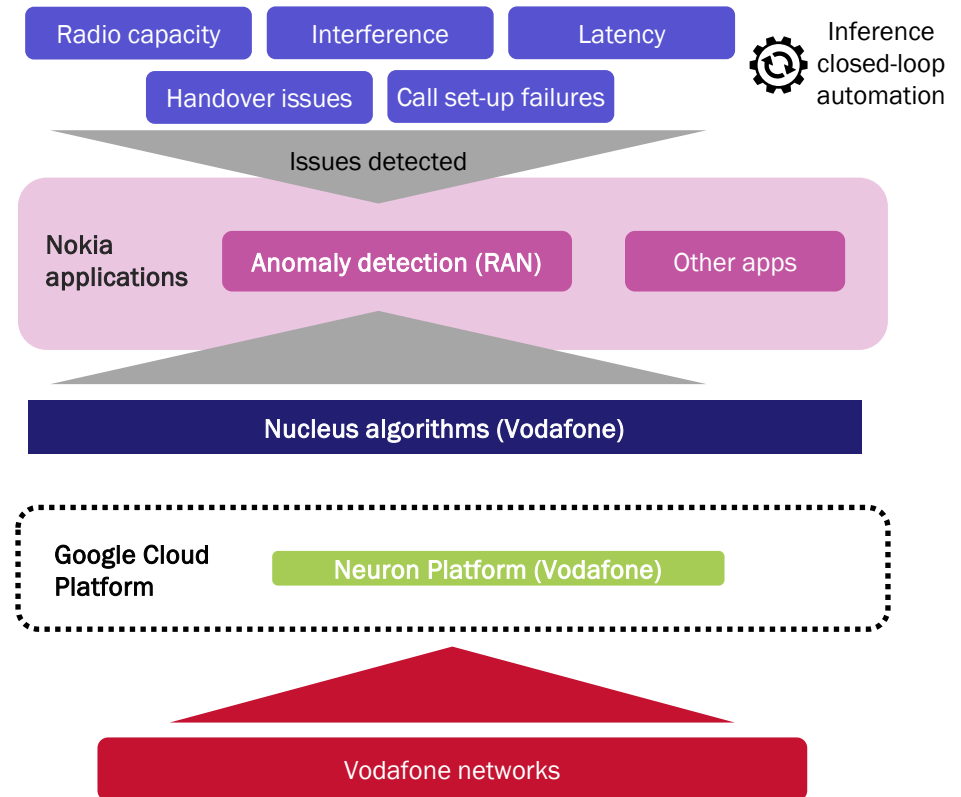 Radio capacity
Interference
Latency
Inference
closed-loop
automation
Handover issues
Call set-up failures
Issues detected
Nokia
applications
Anomaly detection (RAN)
Other apps
Nucleus algorithms (Vodafone)
Google Cloud
Platform
Neuron Platform (Vodafone)
Vodafone networks